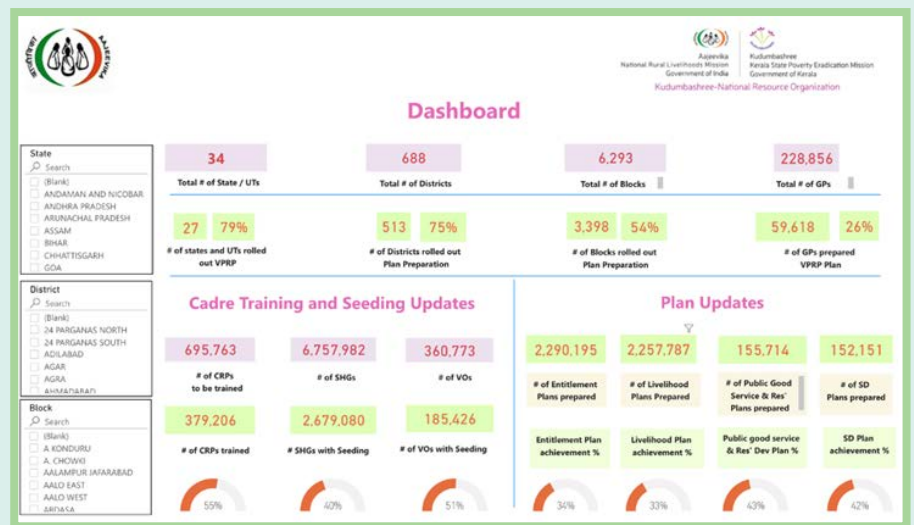 आजीविका
AAJEEVIKA
Aajeevika
National Rural Livelihoods Mission
Government of India
Kudumbashree
Kerala State Poverty Eradication Mission
Government of Kerala
Kudumbashree-National Resource Organization
Dashboard
State
Search
(Blank)
ANDAMAN AND NICOBAR
ANDHRA PRADESH
ARUNACHAL PRADESH
ASSAM
BIHAR
CHHATTISGARH
GOA
34
Total # of State / UTs
688
Total # of Districts
6,293
Total # of Blocks
228,856
Total # of GPs
27 79%
# of states and UTs rolled
out VPRP
513 75%
# of Districts rolled out
Plan Preparation
3,398 54%
# of Blocks rolled out
Plan Preparation
59,618 26%
# of GPs prepared
VPRP Plan
District
Search
(Blank)
24 PARGANAS NORTH
24 PARGANAS SOUTH
ADILABAD
AGAR
AGRA
AHMADABAD
Block
Search
(Blank)
A KONDURU
A. CHOWKI
AALAMPUR JAFARABAD
AALO EAST
AALO WEST
ARDASA
Cadre Training and Seeding Updates
695,763
# of CRPs
to be trained
6,757,982
# of SHGs
360,773
# of VOs
379,206
# of CRPs trained
2,679,080
# SHGs with Seeding
185,426
# of VOs with Seeding
55%
40%
51%
Plan Updates
2,290,195
# of Entitlement
Plans prepared
2,257,787
# of Livelihood
Plans Prepared
155,714
# of Public Good
Service & Res'
Plans prepared
152,151
# of SD
Plans prepared
Entitlement Plan
achievement %
Livelihood Plan
achievement %
Public good service
& Res' Dev Plan %
SD Plan
achievement %
34%
33%
43%
42%